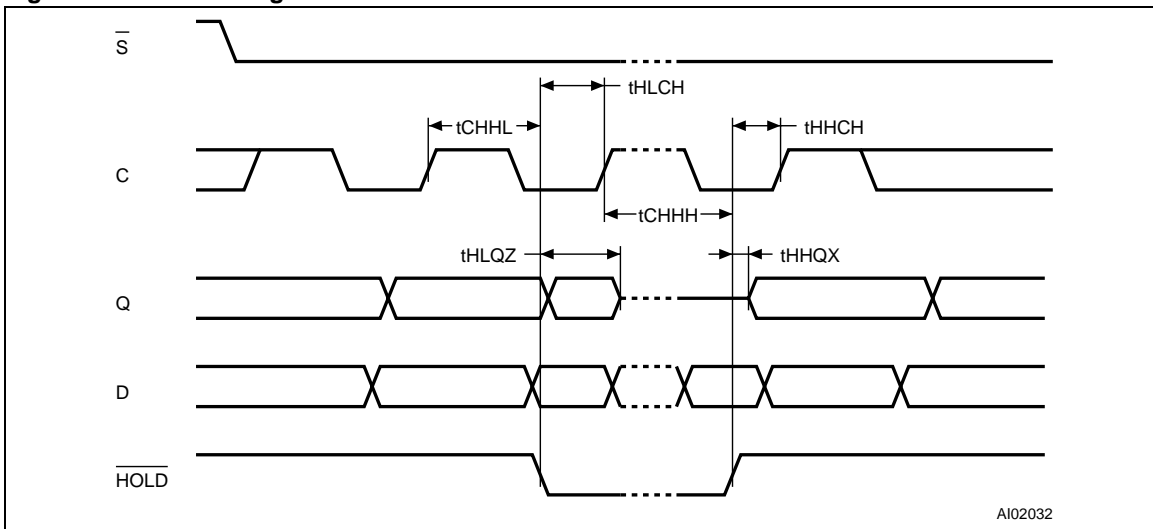 S
tHLCH
tCHHL
tHHCH
C
tCHHH
tHLQZ
tHHQX
Q
D
HOLD
AI02032